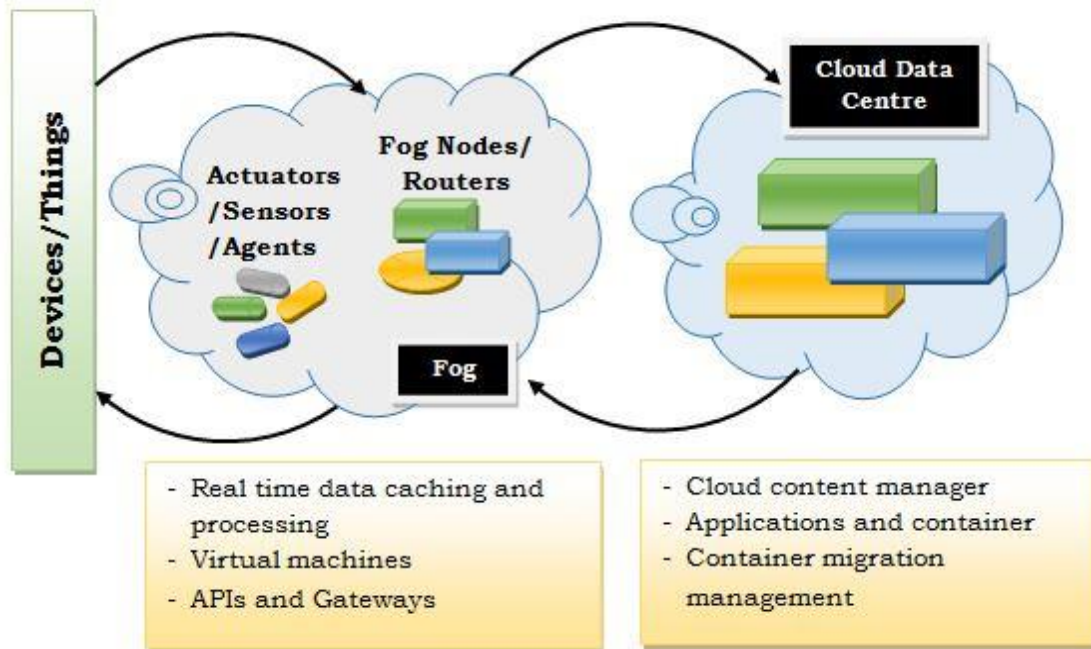 Devices/Things
Actuators
/Sensors
/Agents
Fog Nodes/
Routers
Fog
Cloud Data
Centre
- Real time data caching and
processing
- Virtual machines
- APIs and Gateways
- Cloud content manager
- Applications and container
- Container migration
management